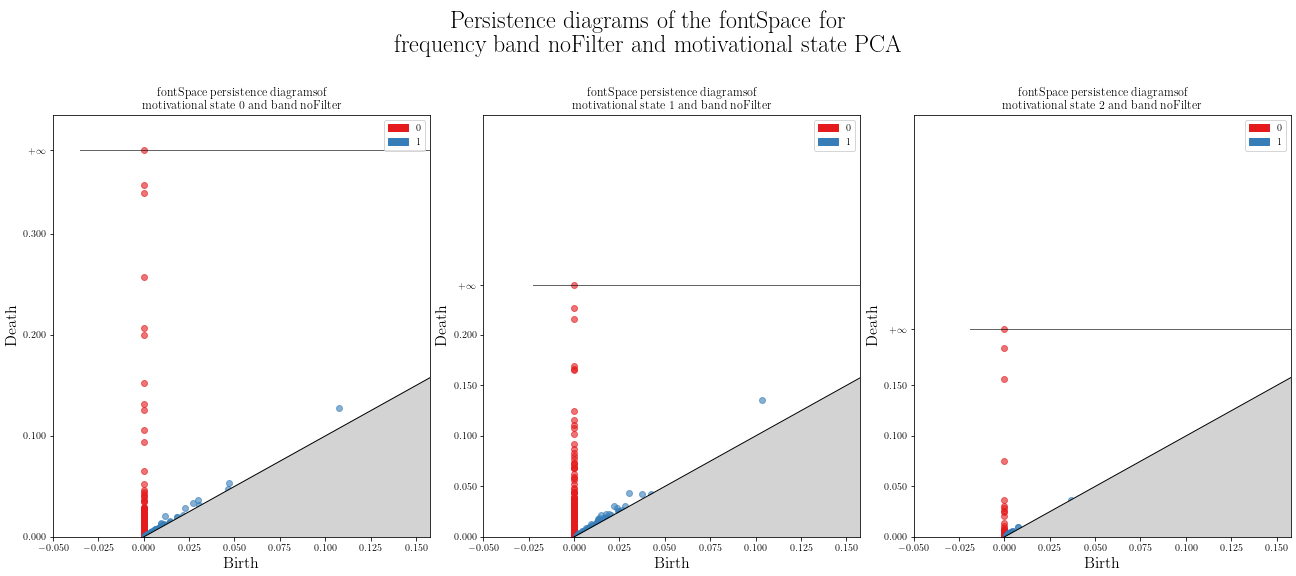 Persistence diagrams of the fontSpace for
frequency band noFilter and motivational state PCA
fontSpace persistence diagramsof
motivational state 0 and band noFilter
0
1
+∞
0.300
0.200
0.100
0.000
Death
−0.050 −0.025 0.000 0.025 0.050 0.075 0.100 0.125 0.150
Birth
fontSpace persistence diagramsof
motivational state 1 and band noFilter
0
1
+∞
0.200
0.150
0.100
0.050
0.000
Death
−0.050 −0.025 0.000 0.025 0.050 0.075 0.100 0.125 0.150
Birth
fontSpace persistence diagramsof
motivational state 2 and band noFilter
0
1
+∞
0.150
0.100
0.050
0.000
Death
−0.050 −0.025 0.000 0.025 0.050 0.075 0.100 0.125 0.150
Birth